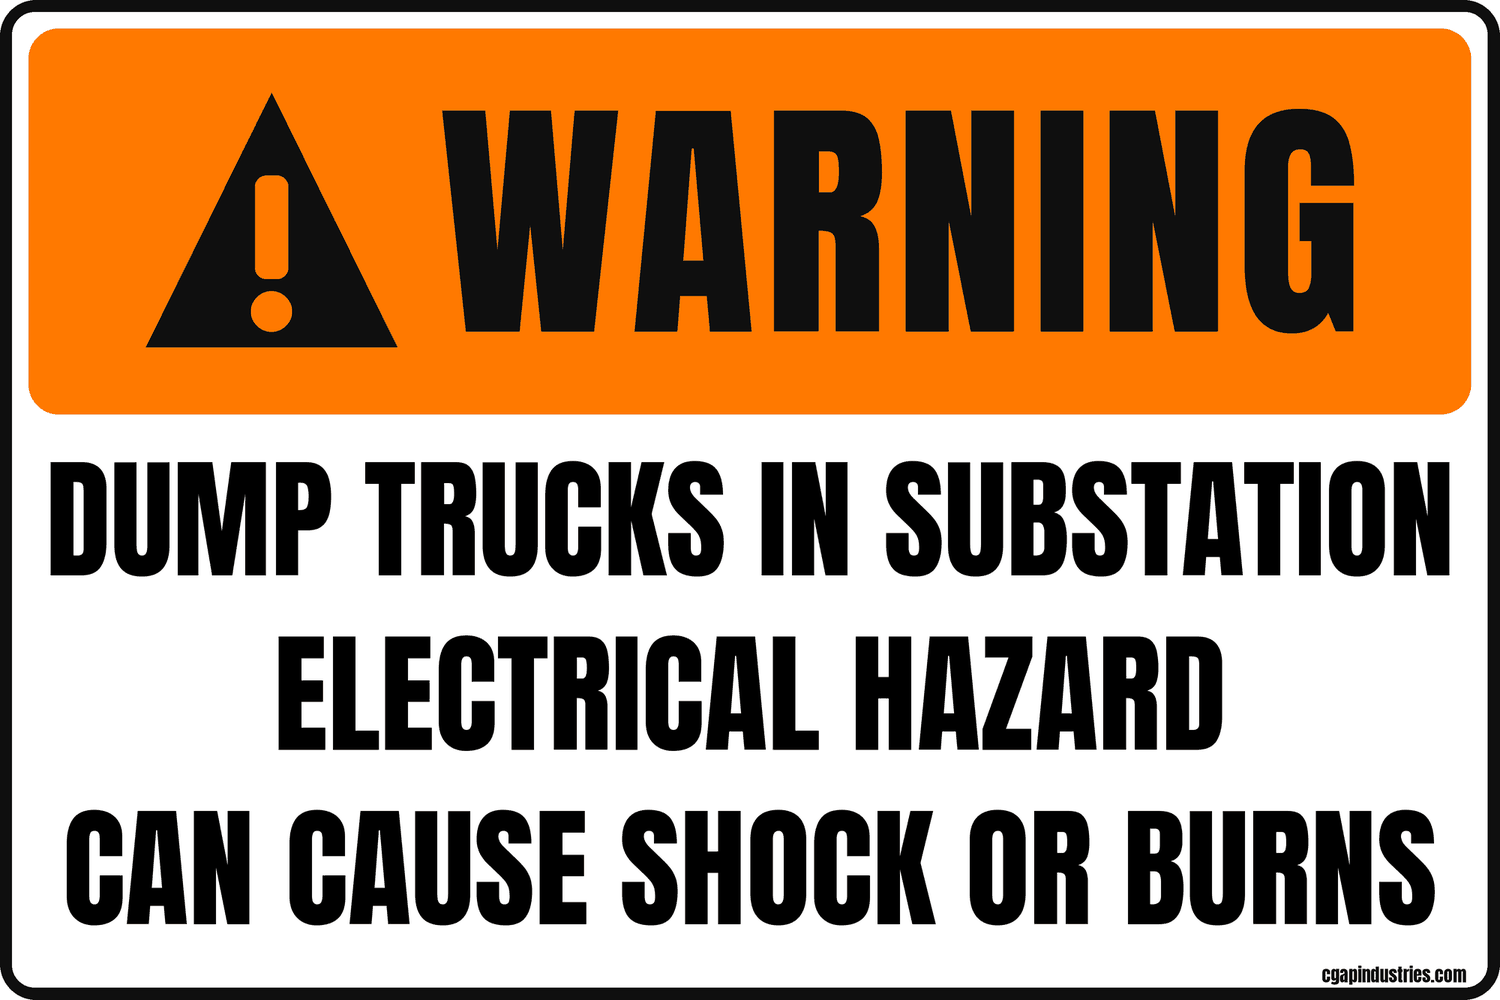 WARNING
DUMP TRUCKS IN SUBSTATION
ELECTRICAL HAZARD
CAN CAUSE SHOCK OR BURNS
cgapindustries.com